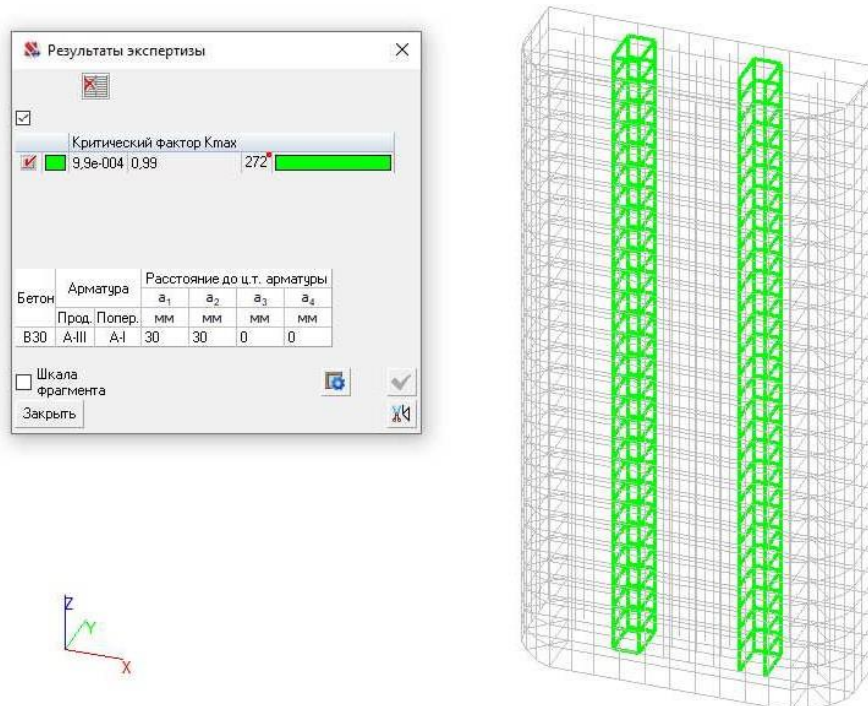 Результаты экспертизы
Критический фактор Kmax
9,9e-004 0,99 272
Бетон Арматура Расстояние до ц.т. арматуры
a1 a2 a3 a4
Прод. Попер. мм мм мм мм
B30 A-III A-I 30 30 0 0
Шкала
фрагмента
Закрыть
Z
Y
X